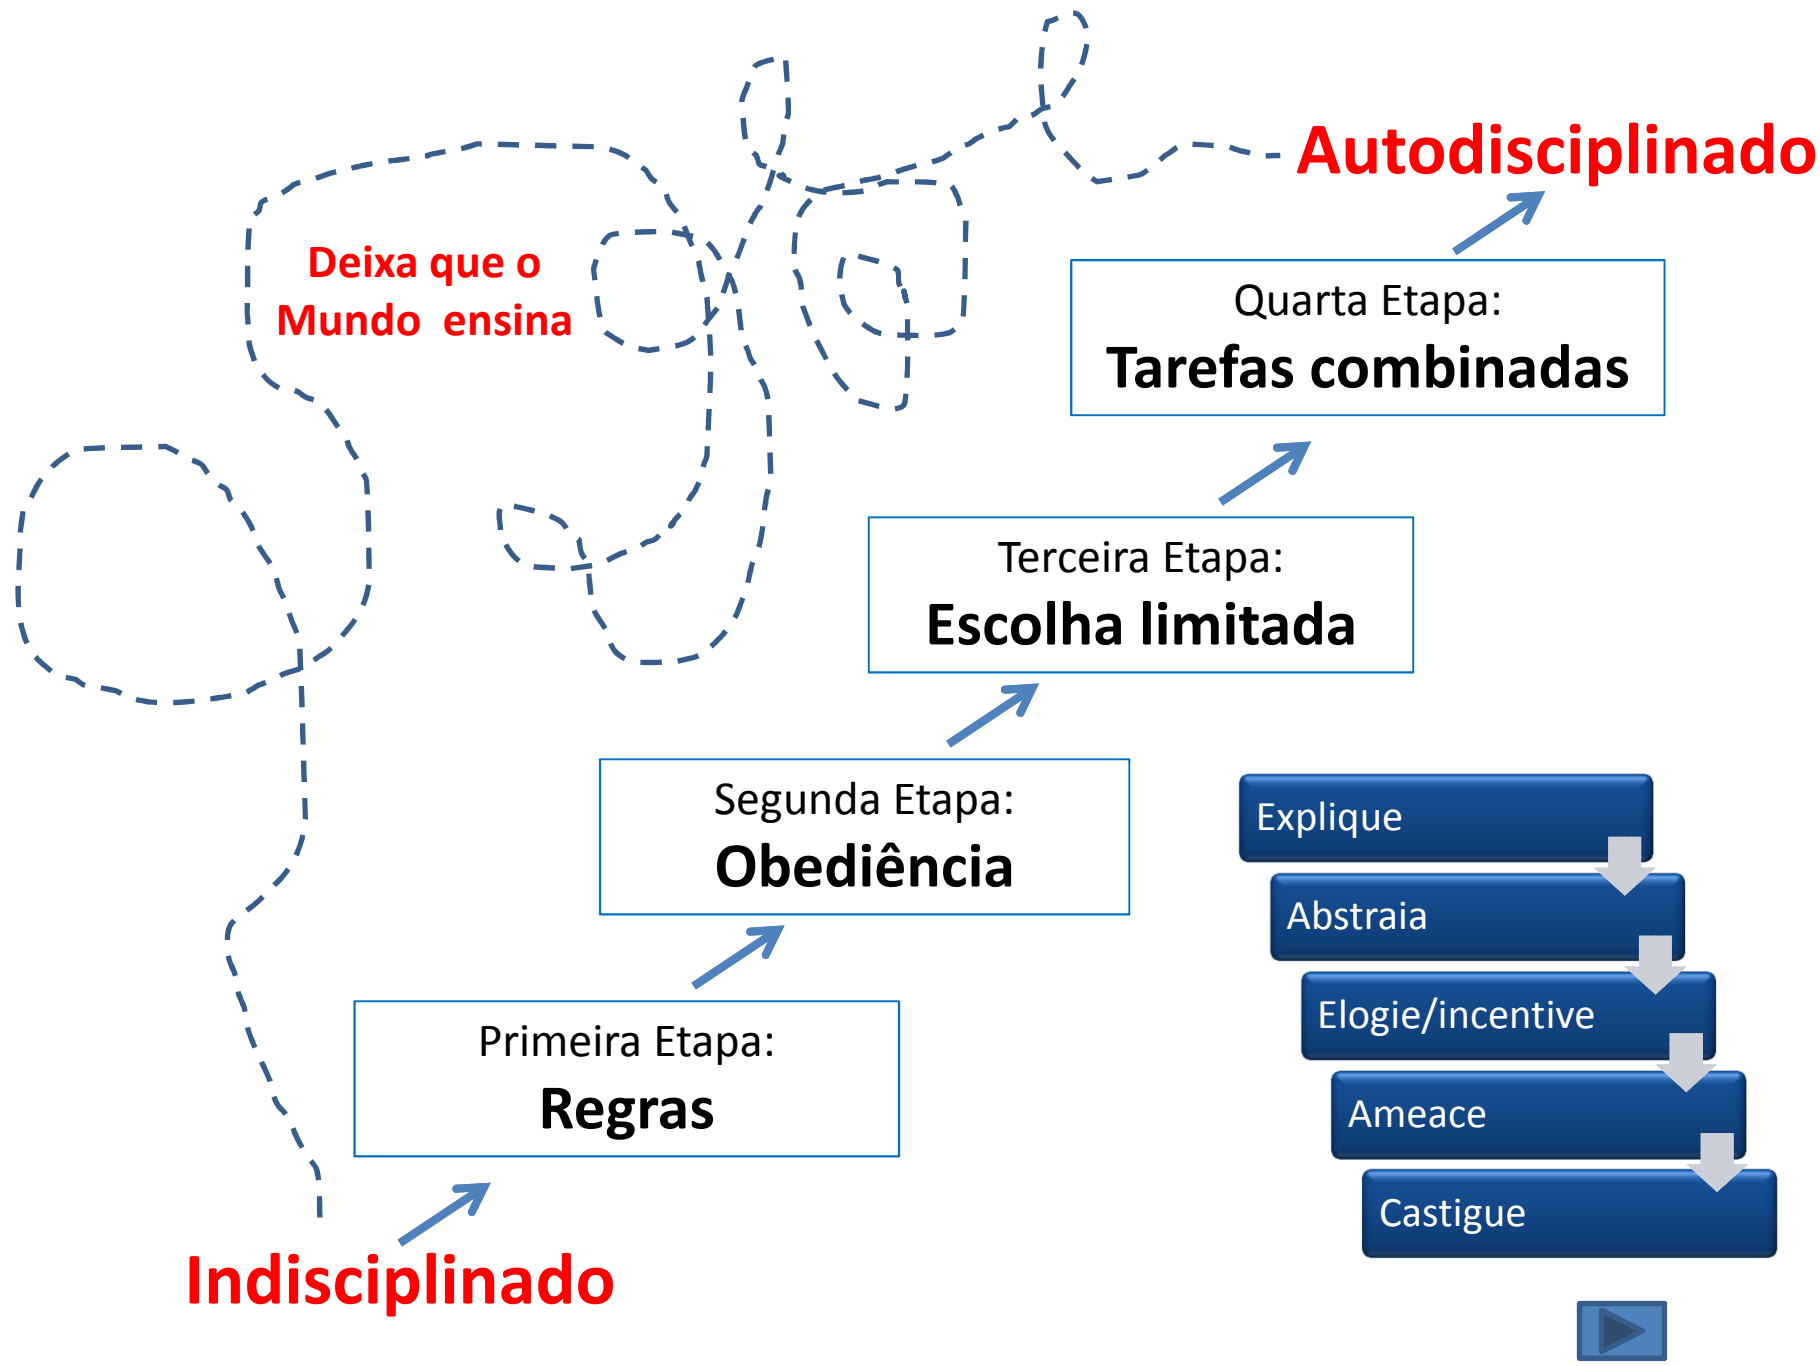 Autodisciplinado
Deixa que o
Mundo ensina
Quarta Etapa:
Tarefas combinadas
Terceira Etapa:
Escolha limitada
Segunda Etapa:
Obediência
Primeira Etapa:
Regras
Indisciplinado
Explique
Abstraia
Elogie/incentive
Ameace
Castigue